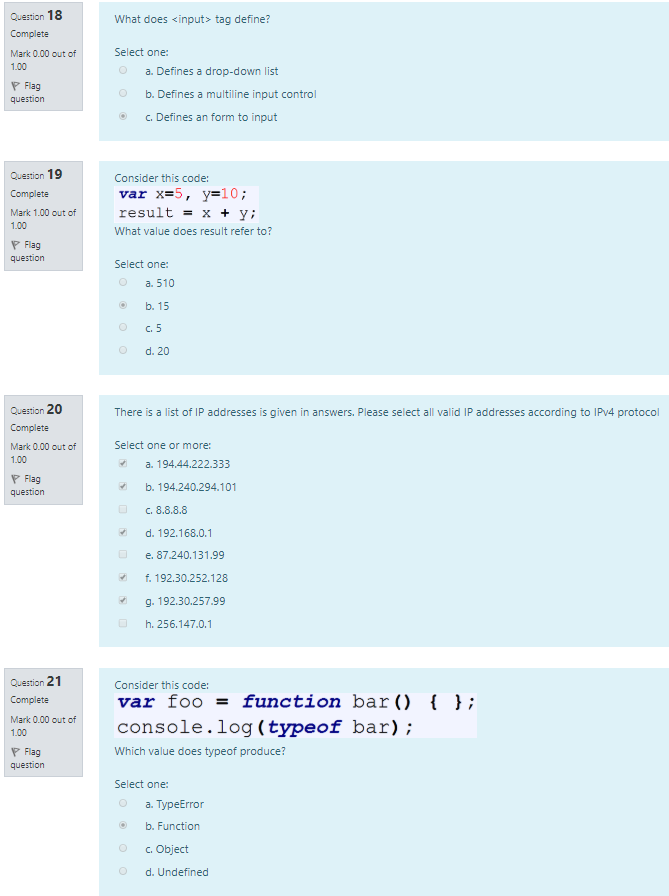 Question 18
Complete
Mark 0.00 out of
1.00
Flag
question
What does <input> tag define?
Select one:
a. Defines a drop-down list
b. Defines a multiline input control
c. Defines an form to input
Question 19
Complete
Mark 1.00 out of
1.00
Flag
question
Consider this code:
var x=5, y=10;
result = x + y;
What value does result refer to?
Select one:
a. 510
b. 15
c. 5
d. 20
Question 20
Complete
Mark 0.00 out of
1.00
Flag
question
There is a list of IP addresses is given in answers. Please select all valid IP addresses according to IPv4 protocol
Select one or more:
a. 194.44.222.333
b. 194.240.294.101
c. 8.8.8.8
d. 192.168.0.1
e. 87.240.131.99
f. 192.30.252.128
g. 192.30.257.99
h. 256.147.0.1
Question 21
Complete
Mark 0.00 out of
1.00
Flag
question
Consider this code:
var foo = function bar() { };
console.log(typeof bar);
Which value does typeof produce?
Select one:
a. TypeError
b. Function
c. Object
d. Undefined